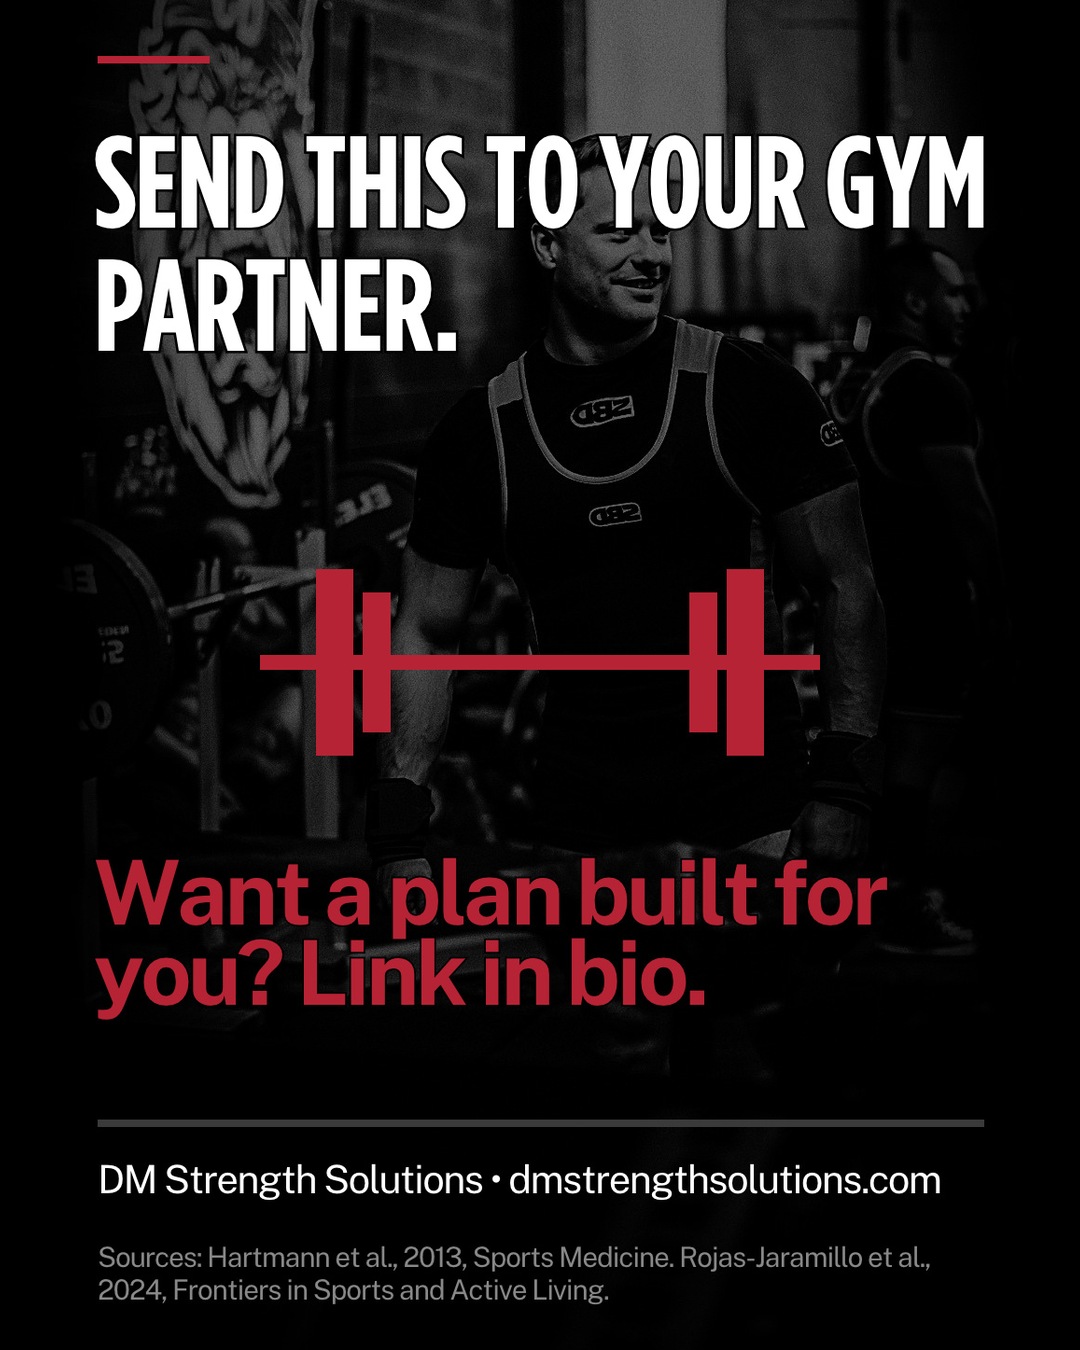 SEND THIS TO YOUR GYM
PARTNER.
Want a plan built for
you? Link in bio.
DM Strength Solutions • dmstrengthsolutions.com
Sources: Hartmann et al., 2013, Sports Medicine. Rojas-Jaramillo et al.,
2024, Frontiers in Sports and Active Living.